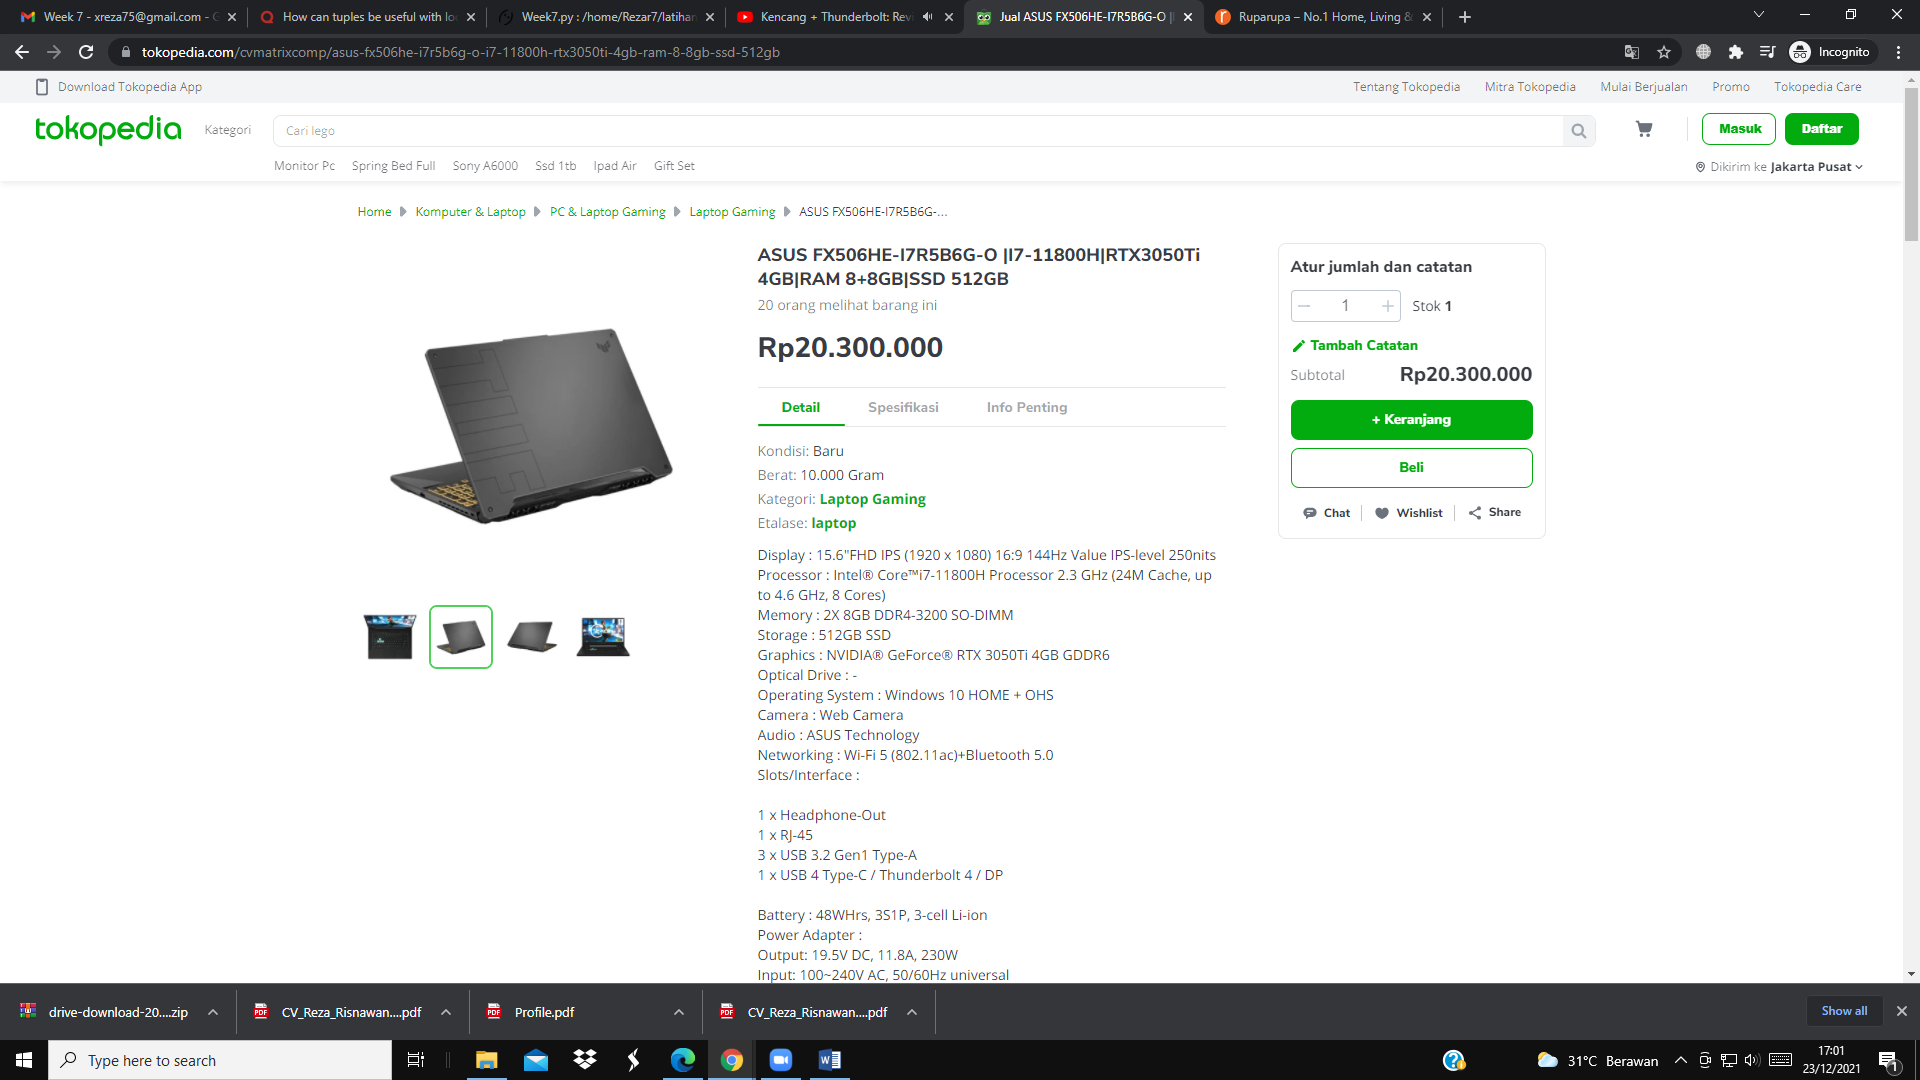 Week 7 - xreza75@gmail.com - G
How can tuples be useful with lo
Week7.py : /home/Rezar7/latihan
Kencang + Thunderbolt: Rev
Jual ASUS FX506HE-I7R5B6G-O |I
Ruparupa – No.1 Home, Living &
tokopedia.com/cvmatrixcomp/asus-fx506he-i7r5b6g-o-i7-11800h-rtx3050ti-4gb-ram-8-8gb-ssd-512gb
Incognito
Download Tokopedia App
Tentang Tokopedia
Mitra Tokopedia
Mulai Berjualan
Promo
Tokopedia Care
tokopedia
Kategori
Cari lego
Masuk
Daftar
Monitor Pc
Spring Bed Full
Sony A6000
Ssd 1tb
Ipad Air
Gift Set
Dikirim ke Jakarta Pusat
Home
Komputer & Laptop
PC & Laptop Gaming
Laptop Gaming
ASUS FX506HE-I7R5B6G-...
ASUS FX506HE-I7R5B6G-O |I7-11800H|RTX3050Ti
4GB|RAM 8+8GB|SSD 512GB
20 orang melihat barang ini
Rp20.300.000
Detail
Spesifikasi
Info Penting
Kondisi: Baru
Berat: 10.000 Gram
Kategori: Laptop Gaming
Etalase: laptop
Display : 15.6"FHD IPS (1920 x 1080) 16:9 144Hz Value IPS-level 250nits
Processor : Intel® Core™i7-11800H Processor 2.3 GHz (24M Cache, up
to 4.6 GHz, 8 Cores)
Memory : 2X 8GB DDR4-3200 SO-DIMM
Storage : 512GB SSD
Graphics : NVIDIA® GeForce® RTX 3050Ti 4GB GDDR6
Optical Drive : -
Operating System : Windows 10 HOME + OHS
Camera : Web Camera
Audio : ASUS Technology
Networking : Wi-Fi 5 (802.11ac)+Bluetooth 5.0
Slots/Interface :
1 x Headphone-Out
1 x RJ-45
3 x USB 3.2 Gen1 Type-A
1 x USB 4 Type-C / Thunderbolt 4 / DP
Battery : 48WHrs, 3S1P, 3-cell Li-ion
Power Adapter :
Output: 19.5V DC, 11.8A, 230W
Input: 100~240V AC, 50/60Hz universal
Atur jumlah dan catatan
1
Stok 1
Tambah Catatan
Subtotal
Rp20.300.000
+ Keranjang
Beli
Chat
Wishlist
Share
drive-download-20....zip
CV_Reza_Risnawan....pdf
Profile.pdf
CV_Reza_Risnawan....pdf
Show all
Type here to search
31°C Berawan
17:01
23/12/2021
1